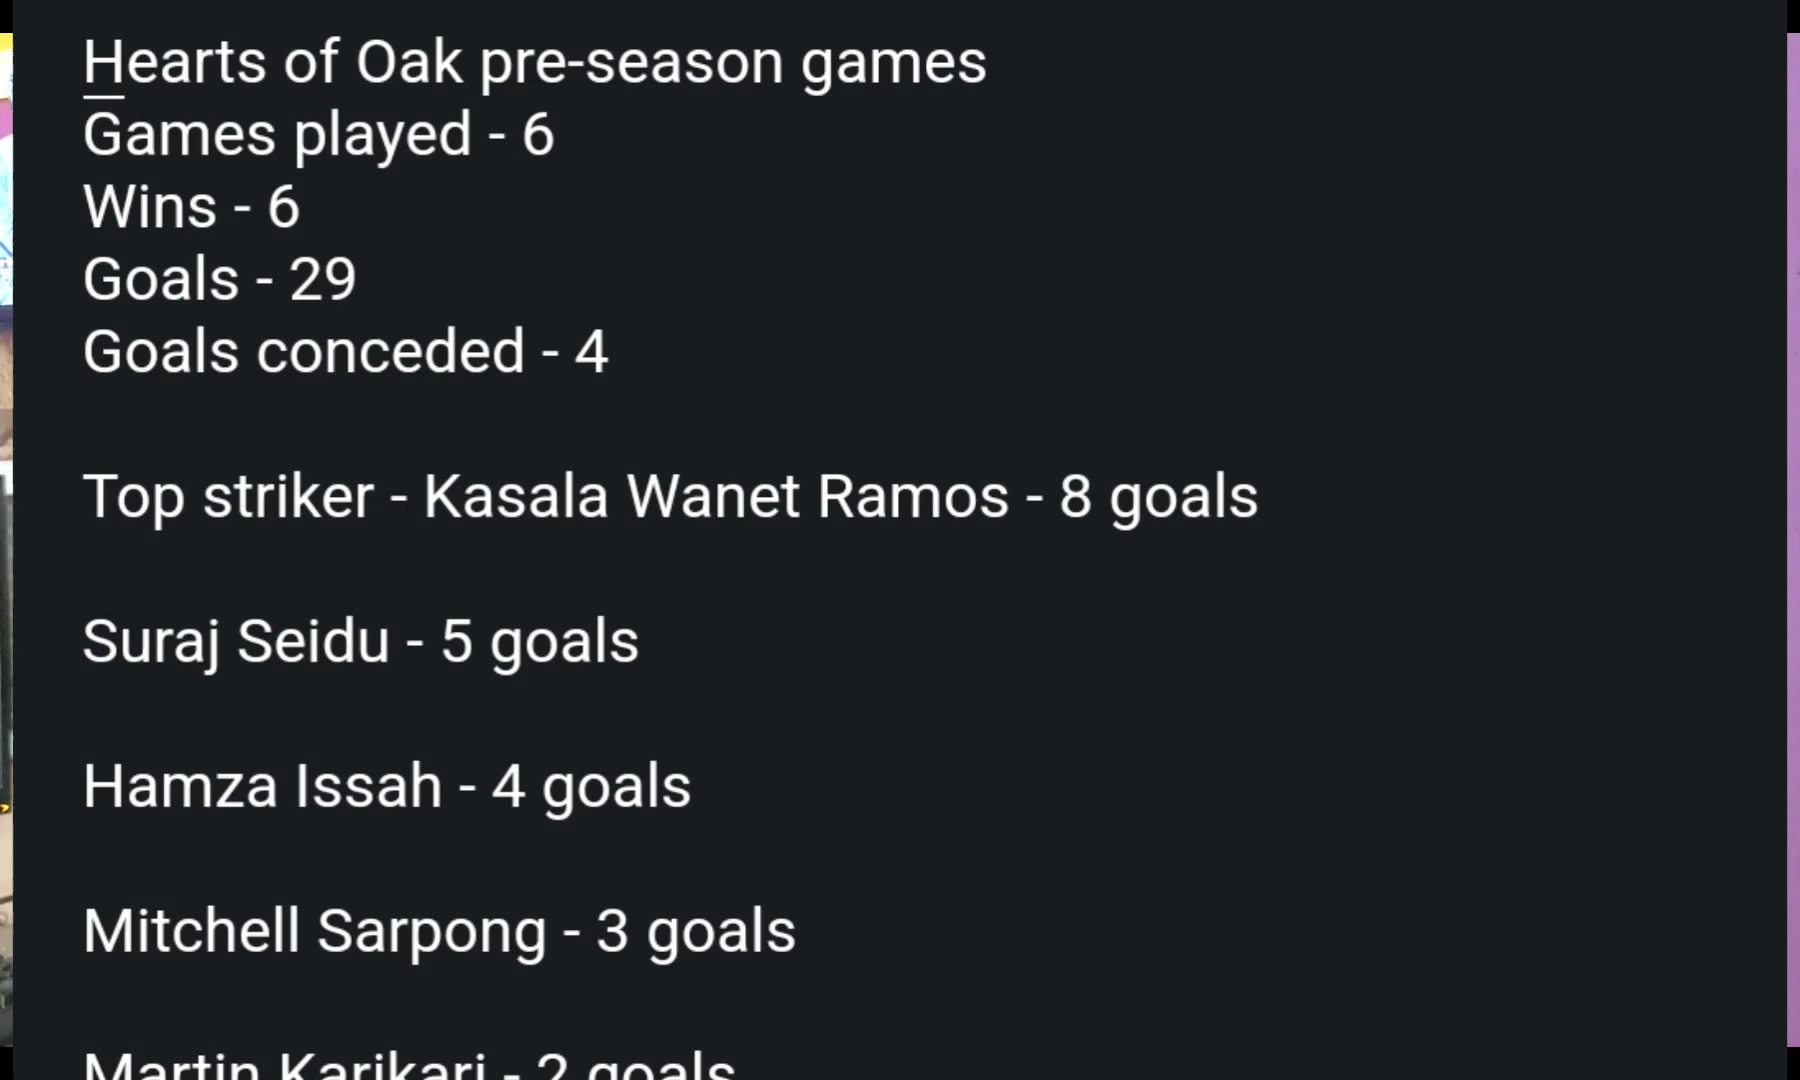 Hearts of Oak pre-season games
Games played - 6
Wins - 6
Goals - 29
Goals conceded - 4
Top striker - Kasala Wanet Ramos - 8 goals
Suraj Seidu - 5 goals
Hamza Issah - 4 goals
Mitchell Sarpong - 3 goals
Martin Karikari - 2 goals